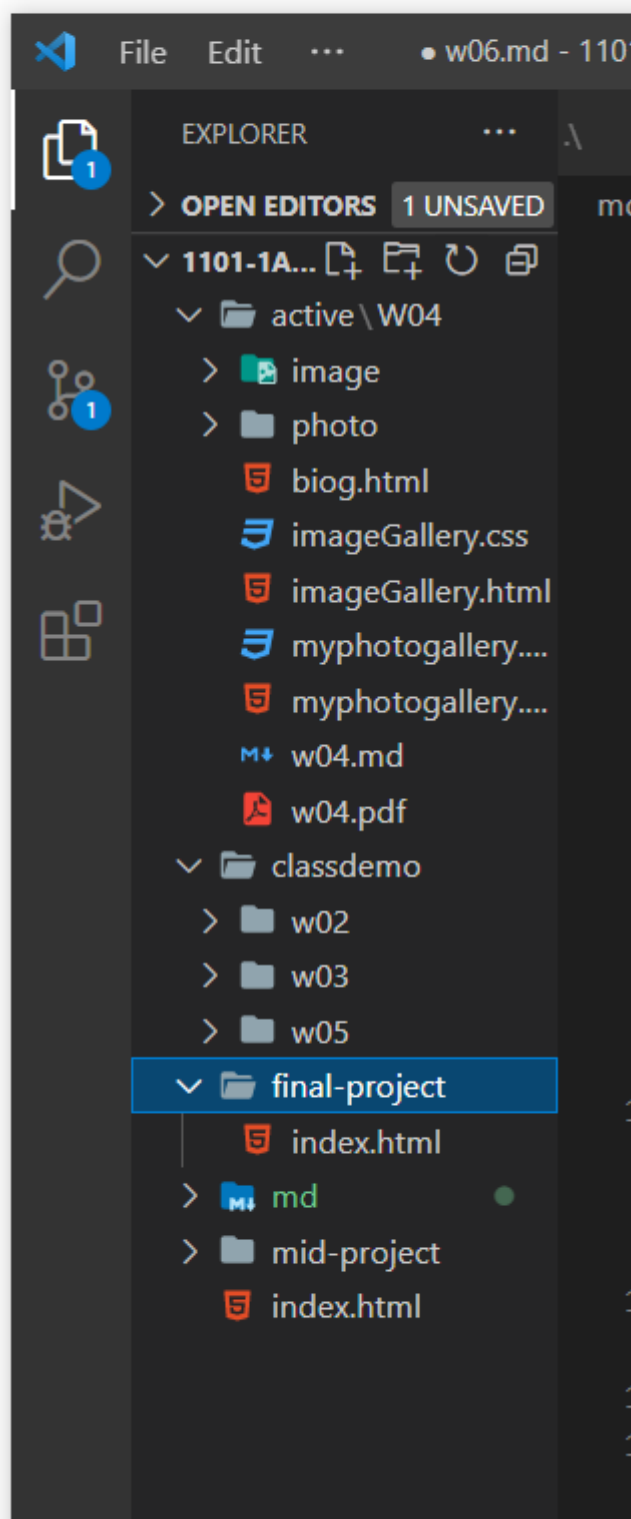 File Edit ··· ● w06.md - 1101
EXPLORER ··· .\
OPEN EDITORS 1 UNSAVED
1101-1A...
active\W04
image
photo
biog.html
imageGallery.css
imageGallery.html
myphotogallery....
myphotogallery....
w04.md
w04.pdf
classdemo
w02
w03
w05
final-project
index.html
md
mid-project
index.html
1
1